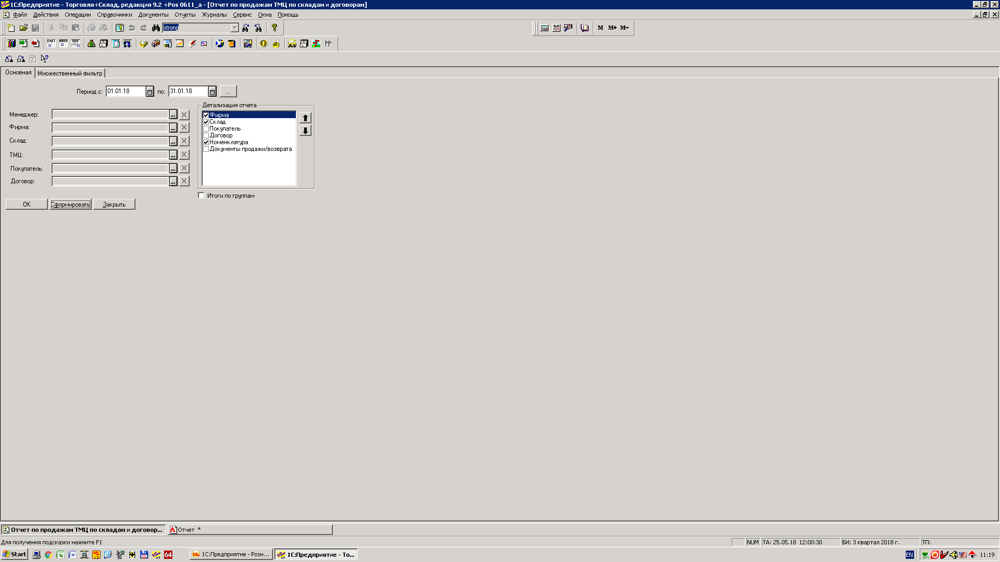 1С:Предприятие - Торговля+Склад, редакция 9.2 +Pos 0611_a - [Отчет по продажам ТМЦ по складам и договорам]
Файл Действия Операции Справочники Документы Отчеты Журналы Сервис Окна Помощь
strong
M M+ M-
Основная Множественный фильтр
Период с: 01.01.18 по: 31.01.18 ...
Детализация отчета
Менеджер: ... X
Фирма
Склад
Фирма: ... X
Покупатель
Договор
Склад: ... X
Номенклатура
Документы продажи/возврата
ТМЦ: ... X
Покупатель: ... X
Договор: ... X
Итоги по группам
OK Сформировать Закрыть
Отчет по продажам ТМЦ по складам и договор... Отчет *
Для получения подсказки нажмите F1 NUM TA: 25.05.18 12:00:30 БИ: 3 квартал 2018 г. ТП:
Start 64 1С:Предприятие - Розн... 1С:Предприятие - То... EN 11:19